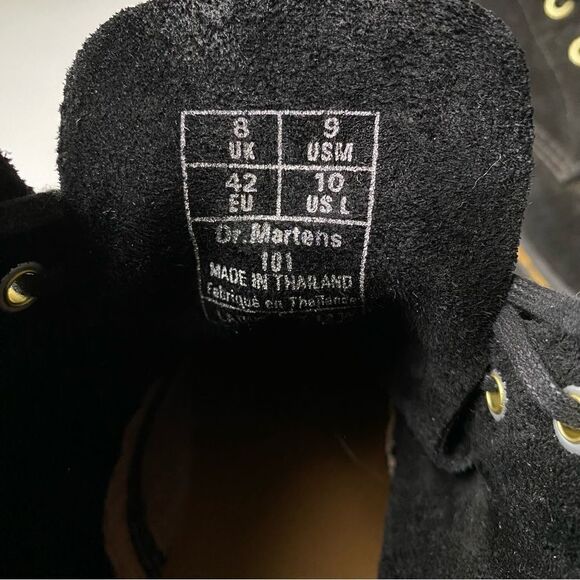 8 9
UK USM
42 10
EU US L
Dr.Martens
101
MADE IN THAILAND
Fabriqué en Thaïlande